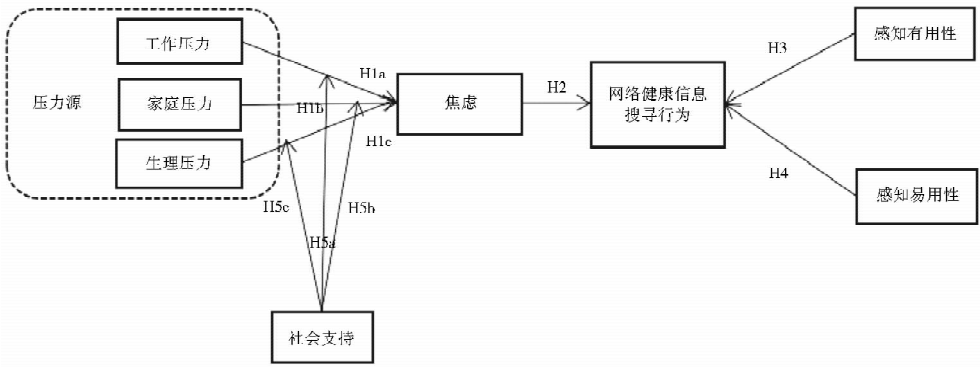 工作压力
感知有用性
H3
H1a
压力源
家庭压力
H1b
焦虑
H2
网络健康信息
搜寻行为
H1c
生理压力
H4
感知易用性
H5c
H5b
H5a
社会支持